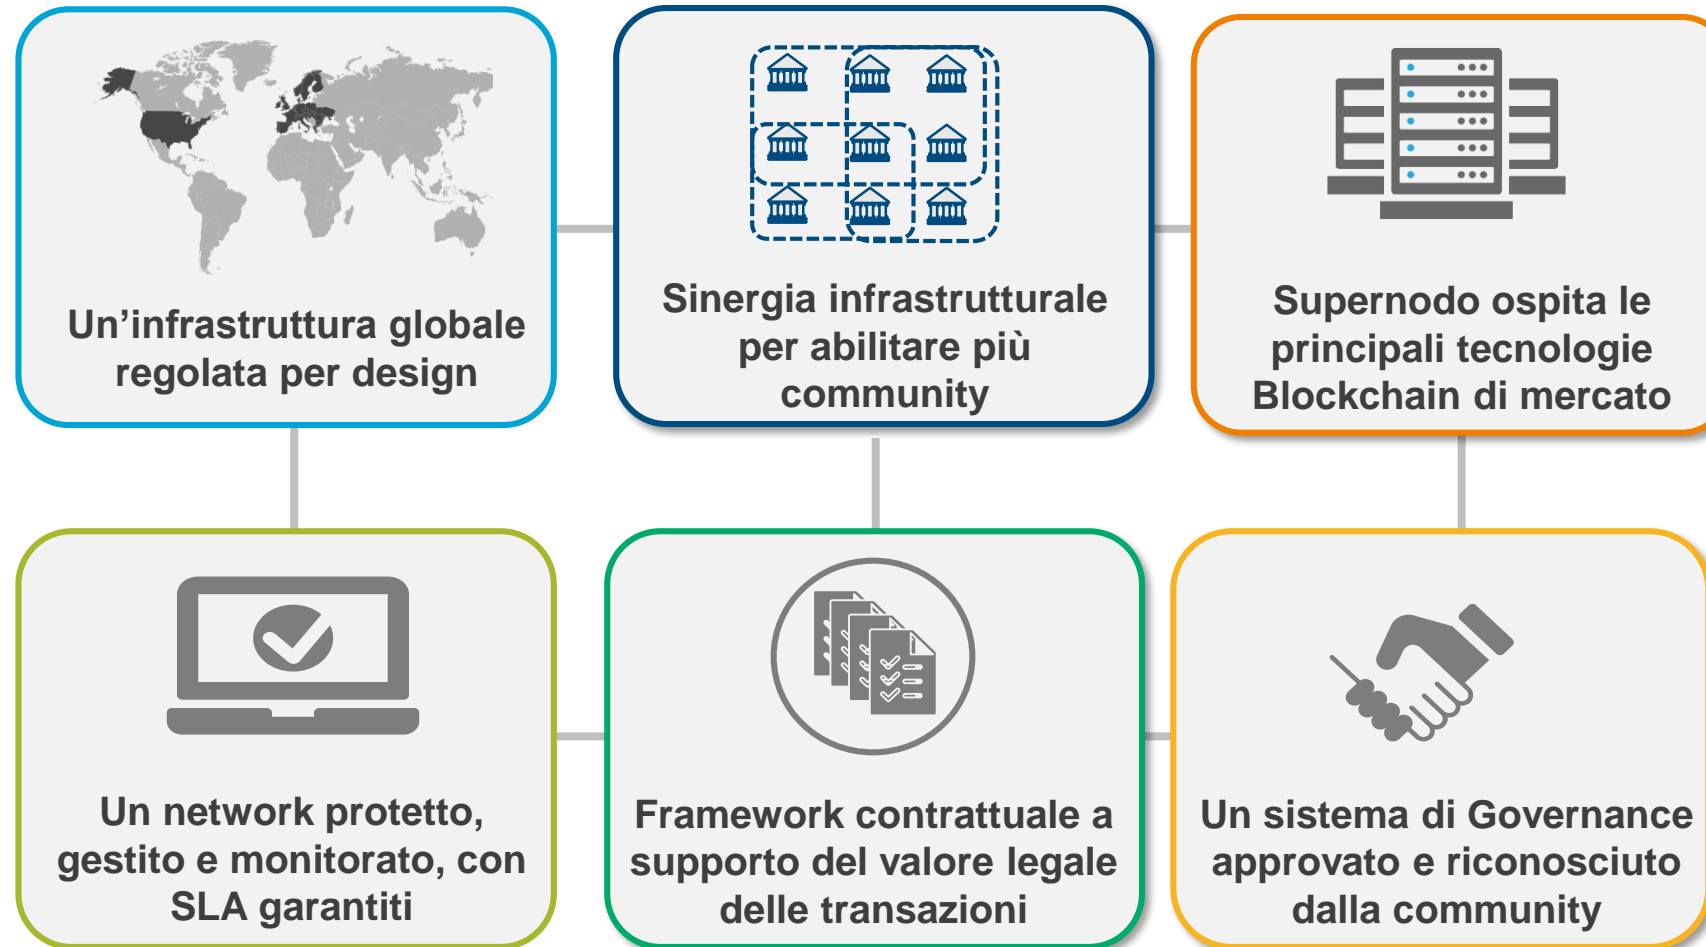 Un’infrastruttura globale
regolata per design
Sinergia infrastrutturale
per abilitare più
community
Supernodo ospita le
principali tecnologie
Blockchain di mercato
Un network protetto,
gestito e monitorato, con
SLA garantiti
Framework contrattuale a
supporto del valore legale
delle transazioni
Un sistema di Governance
approvato e riconosciuto
dalla community